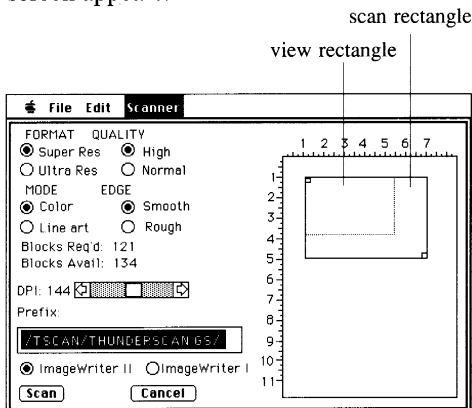 scan rectangle
view rectangle
File Edit Scanner
FORMAT QUALITY
Super Res High
Ultra Res Normal
MODE EDGE
Color Smooth
Line art Rough
Blocks Req'd: 121
Blocks Avail: 134
DPI: 144
Prefix:
/TSCAN/THUNDERSCAN.GS/
ImageWriter II ImageWriter I
Scan Cancel
1 2 3 4 5 6 7
1
2
3
4
5
6
7
8
9
10
11